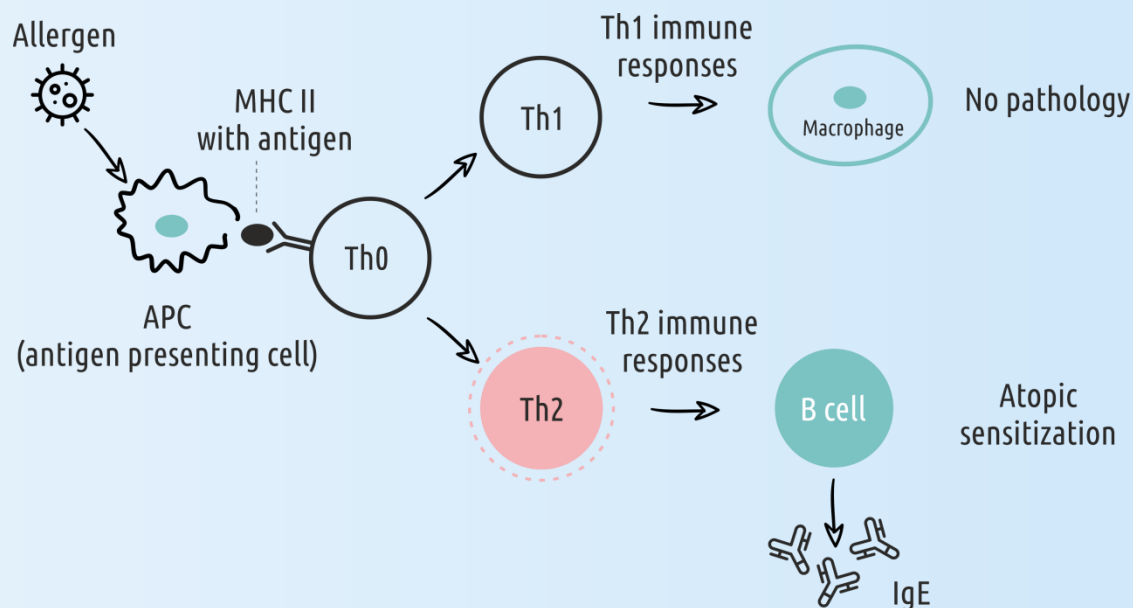 Allergen
MHC II
with antigen
APC
(antigen presenting cell)
Th0
Th1
Th1 immune
responses
Macrophage
No pathology
Th2
Th2 immune
responses
B cell
Atopic
sensitization
IgE